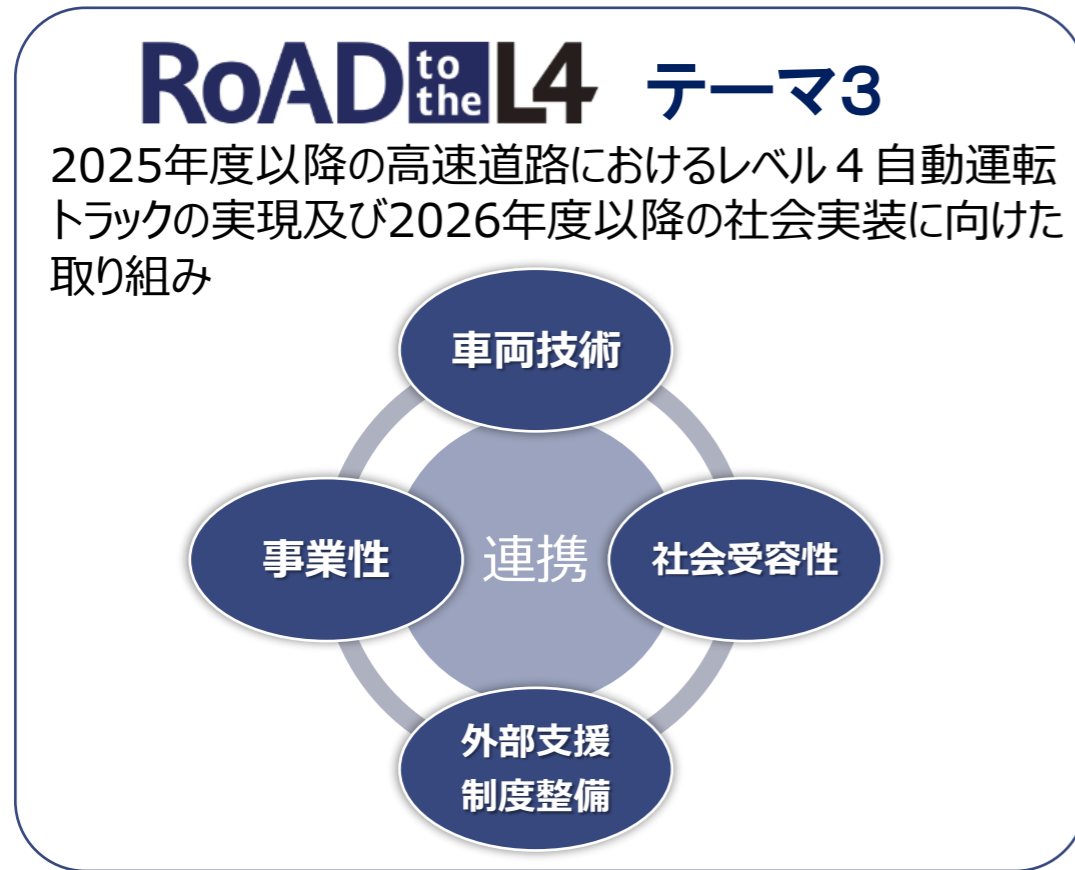 RoAD to the L4 テーマ3
2025年度以降の高速道路におけるレベル４自動運転
トラックの実現及び2026年度以降の社会実装に向けた
取り組み
車両技術
事業性
連携
社会受容性
外部支援
制度整備